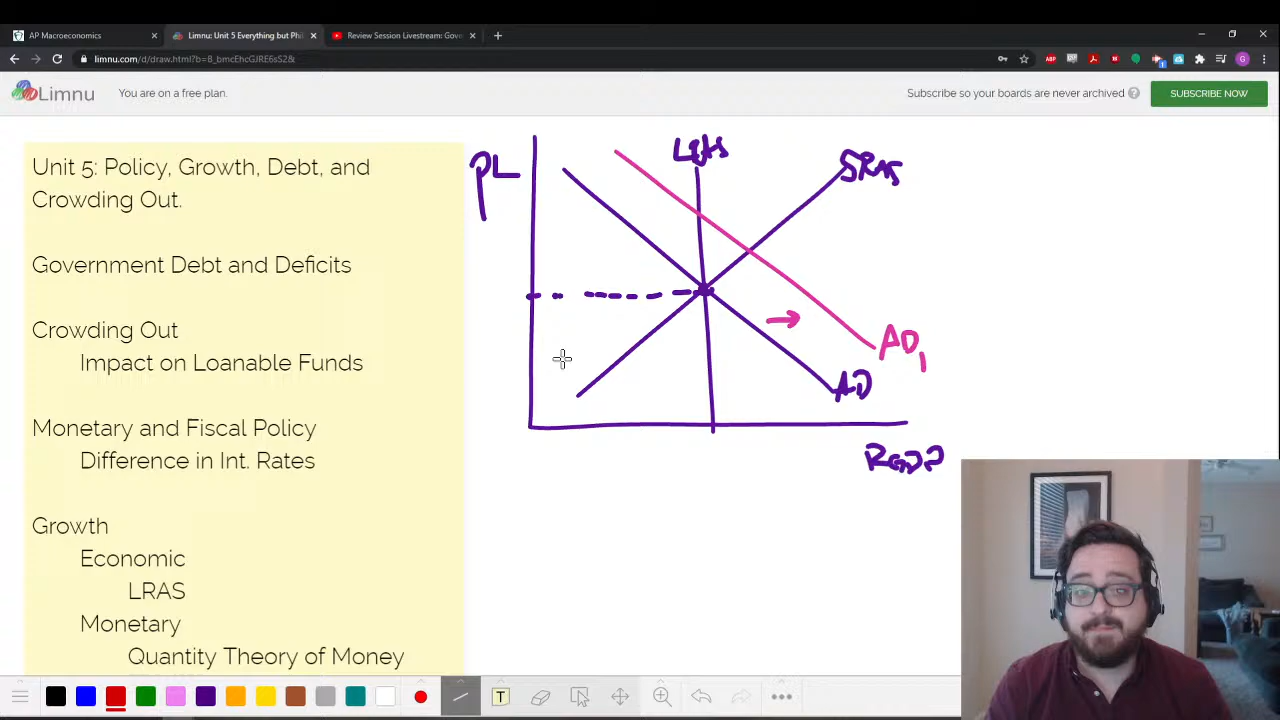 AP Macroeconomics
Limnu: Unit 5 Everything but Phi
Review Session Livestream: Gove
limnu.com/d/draw.html?b=8_bmcEhcGJRE6sS2&
Limnu
You are on a free plan.
Subscribe so your boards are never archived
SUBSCRIBE NOW
Unit 5: Policy, Growth, Debt, and
Crowding Out.
Government Debt and Deficits
Crowding Out
Impact on Loanable Funds
Monetary and Fiscal Policy
Difference in Int. Rates
Growth
Economic
LRAS
Monetary
Quantity Theory of Money
PL
LRAS
SRAS
AD1
AD
RGDP
T